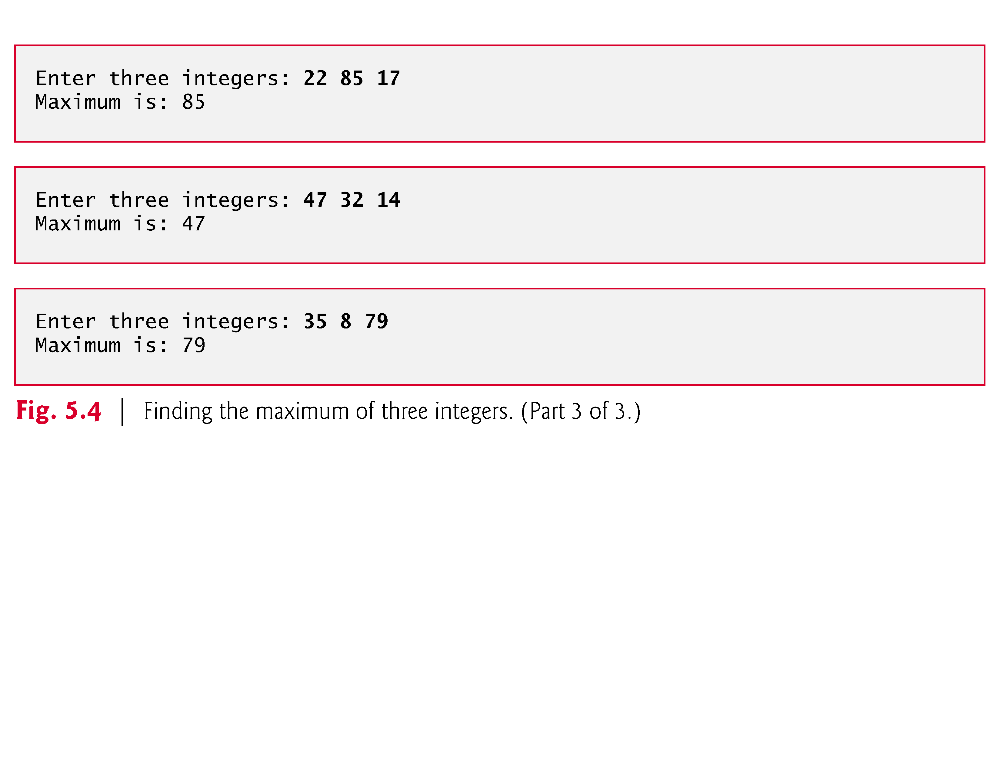 Enter three integers: 22 85 17
Maximum is: 85
Enter three integers: 47 32 14
Maximum is: 47
Enter three integers: 35 8 79
Maximum is: 79
Fig. 5.4 | Finding the maximum of three integers. (Part 3 of 3.)